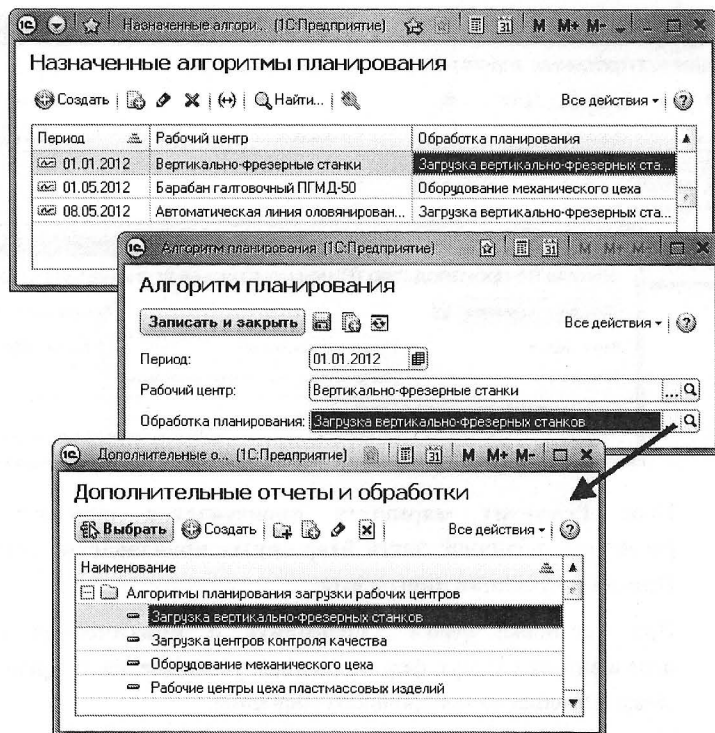 Назначенные алгори.. (1С:Предприятие) 31 M M+ M-
Назначенные алгоритмы планирования
Создать Найти... Все действия ?
Период Рабочий центр Обработка планирования
01.01.2012 Вертикально-фрезерные станки Загрузка вертикально-фрезерных ста...
01.05.2012 Барабан галтовочный ПГМД-50 Оборудование механического цеха
08.05.2012 Автоматическая линия оловянирован... Загрузка вертикально-фрезерных ста...
Алгоритм планирования (1С:Предприятие) 31 M M+ M-
Алгоритм планирования
Записать и закрыть Все действия ?
Период: 01.01.2012
Рабочий центр: Вертикально-фрезерные станки ...
Обработка планирования: Загрузка вертикально-фрезерных станков ...
Дополнительные о... (1С:Предприятие) 31 M M+ M-
Дополнительные отчеты и обработки
Выбрать Создать Все действия ?
Наименование
Алгоритмы планирования загрузки рабочих центров
Загрузка вертикально-фрезерных станков
Загрузка центров контроля качества
Оборудование механического цеха
Рабочие центры цеха пластмассовых изделий